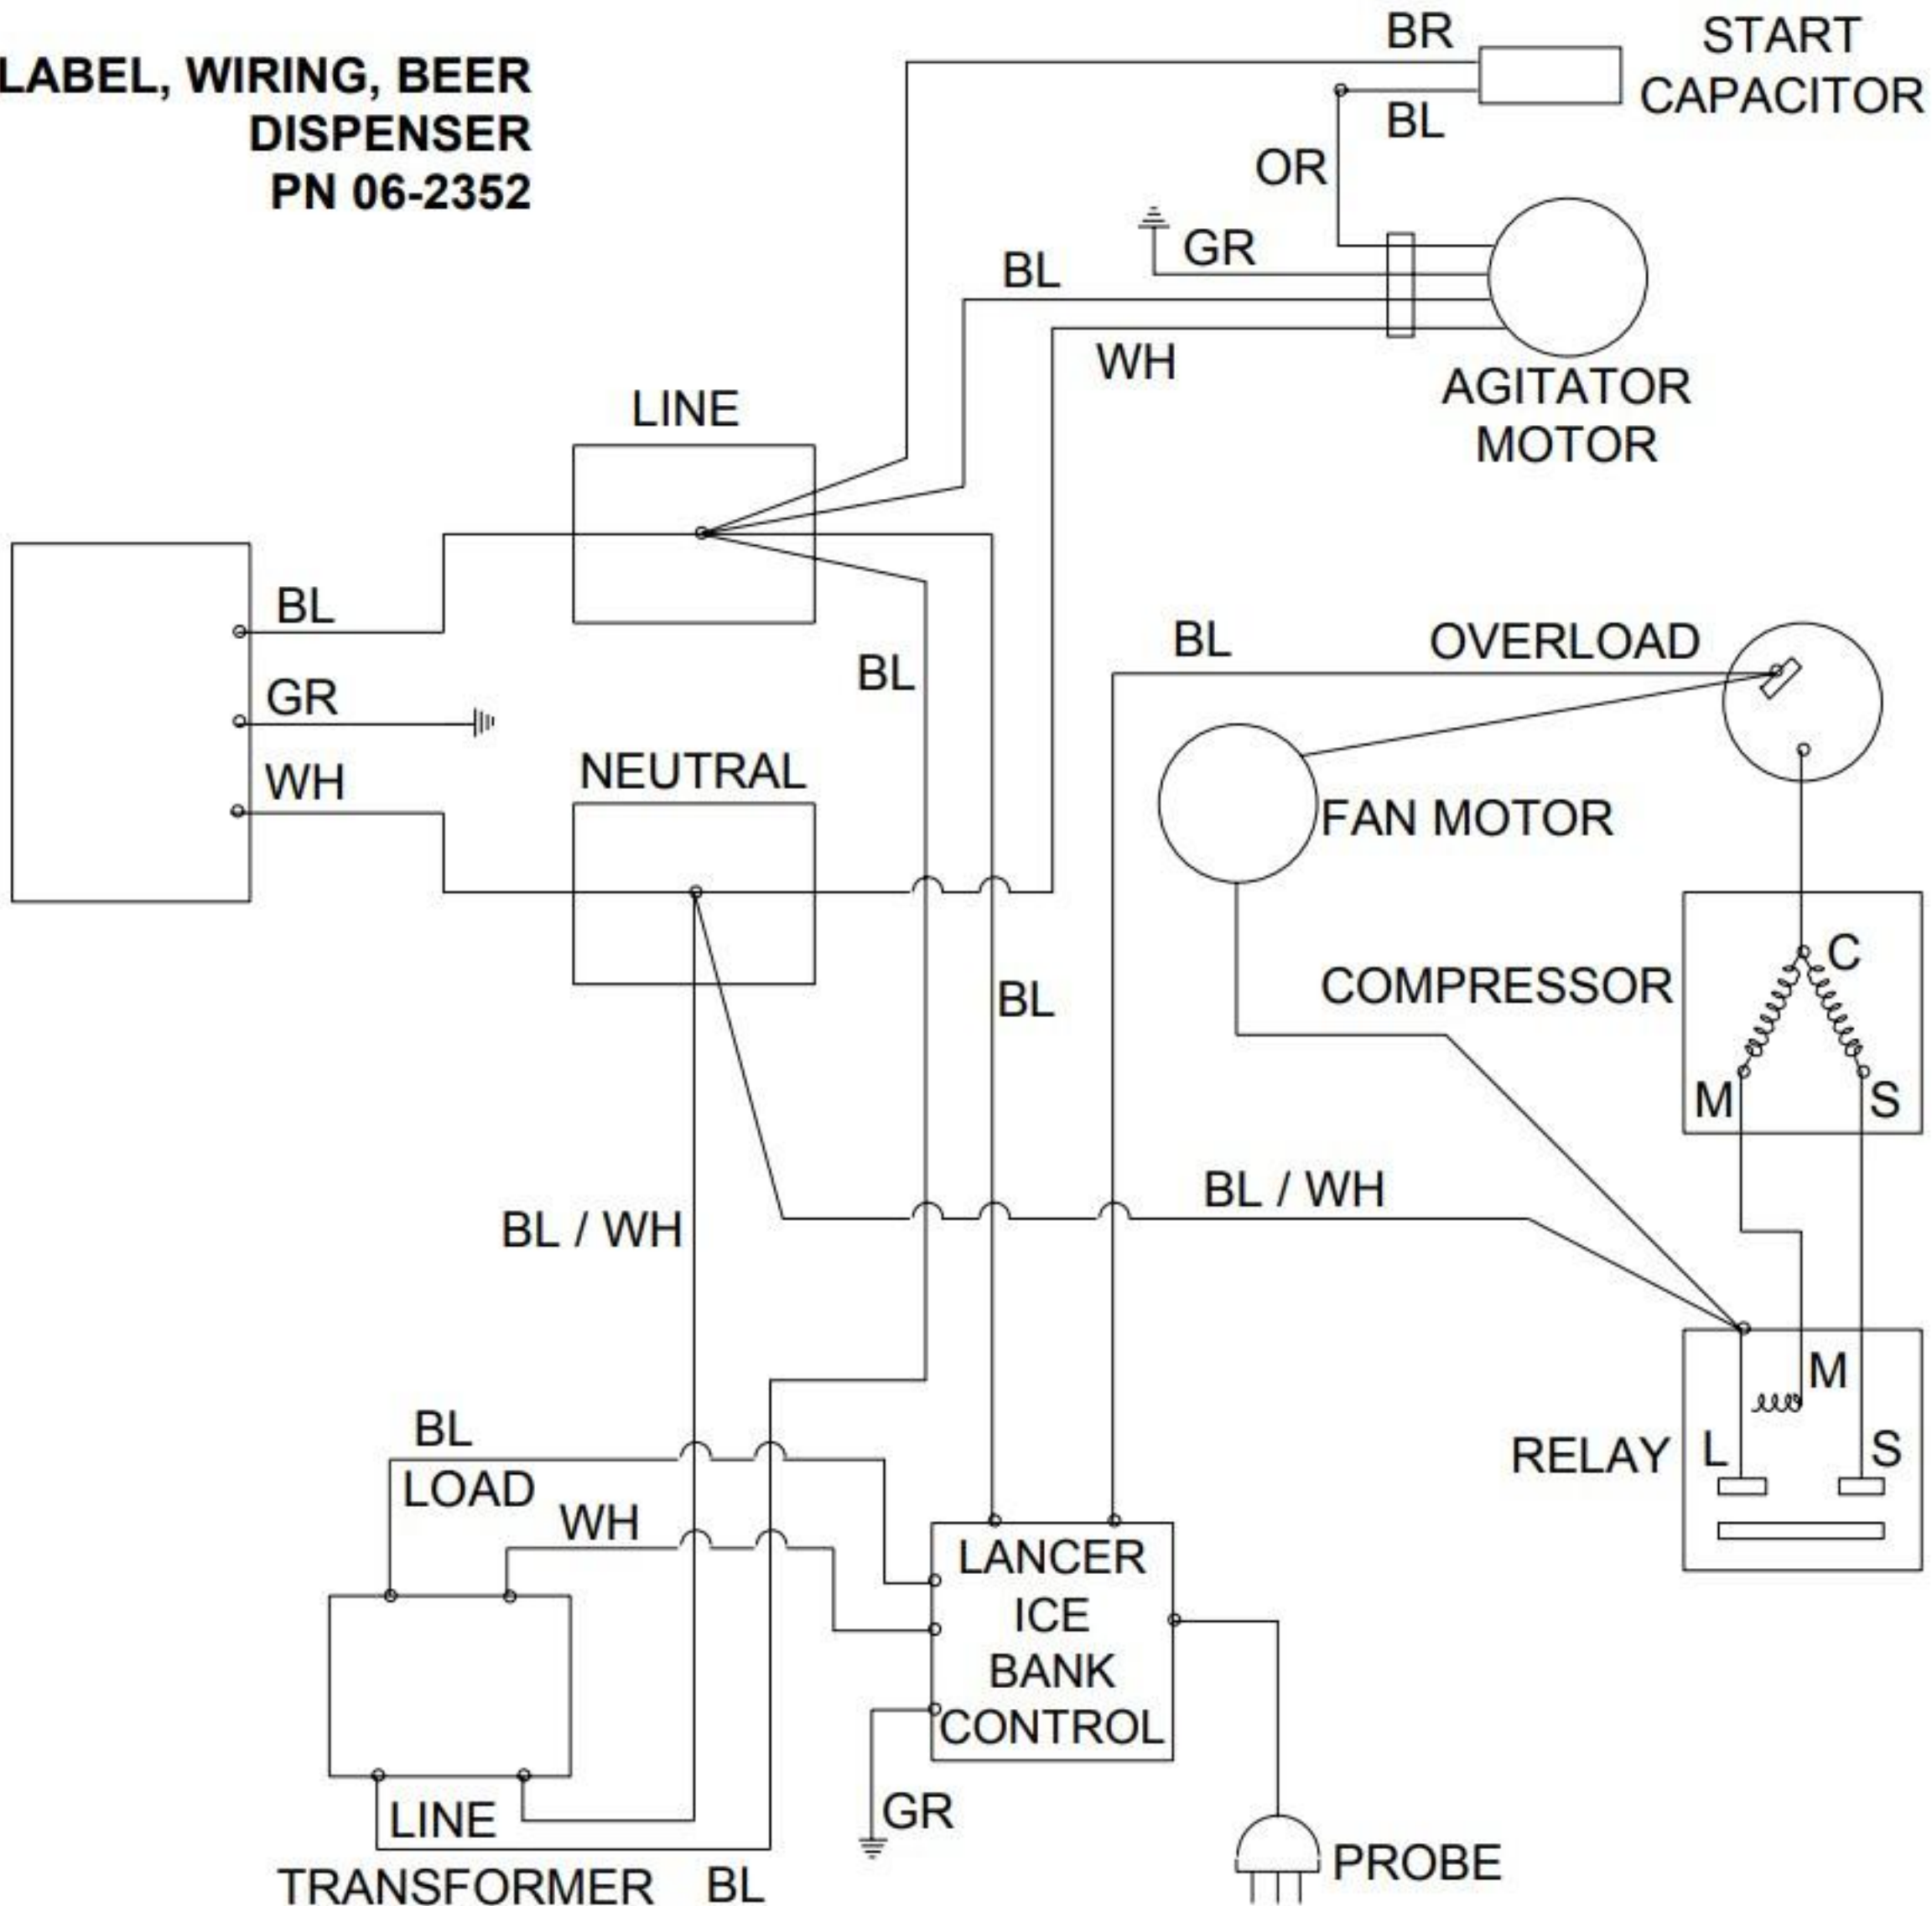 LABEL, WIRING, BEER
DISPENSER
PN 06-2352
BR
START
CAPACITOR
BL
OR
GR
BL
WH
AGITATOR
MOTOR
LINE
BL
GR
WH
BL
NEUTRAL
BL
OVERLOAD
FAN MOTOR
COMPRESSOR
C
M
S
BL
BL / WH
BL / WH
M
RELAY
L
S
BL
LOAD
WH
LANCER
ICE
BANK
CONTROL
GR
LINE
TRANSFORMER
BL
PROBE